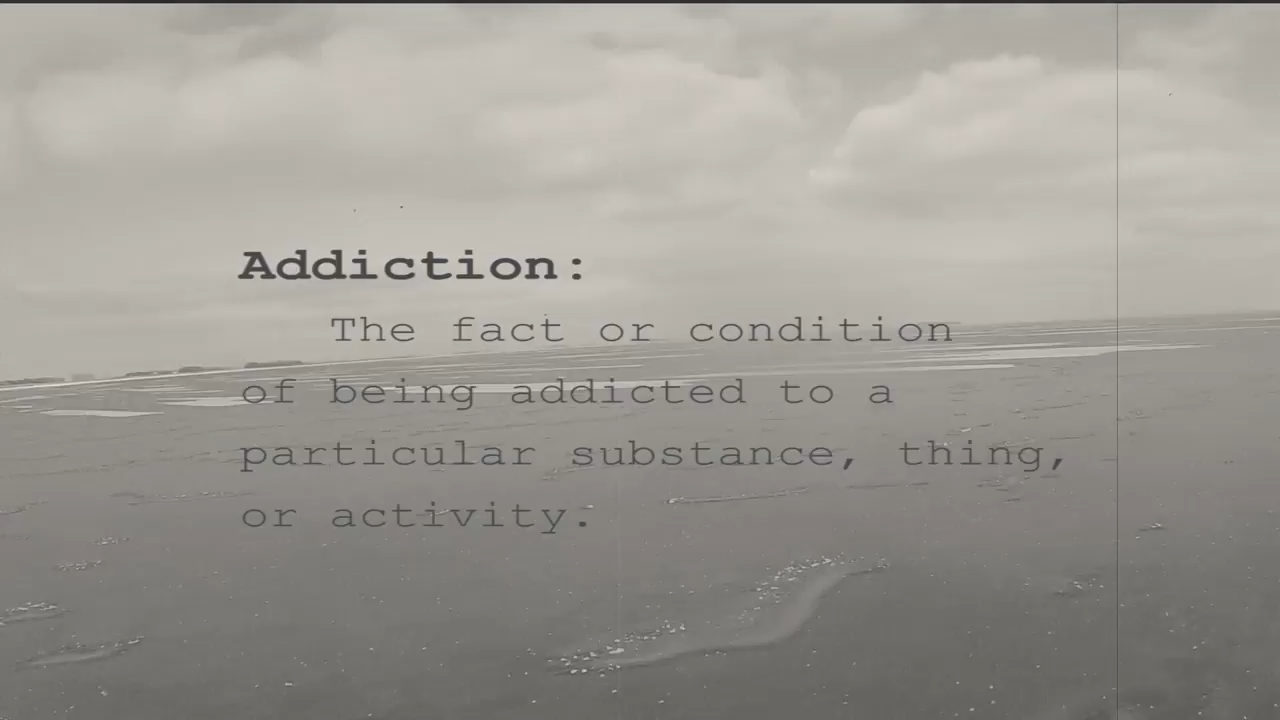 Addiction:
The fact or condition
of being addicted to a
particular substance, thing,
or activity.